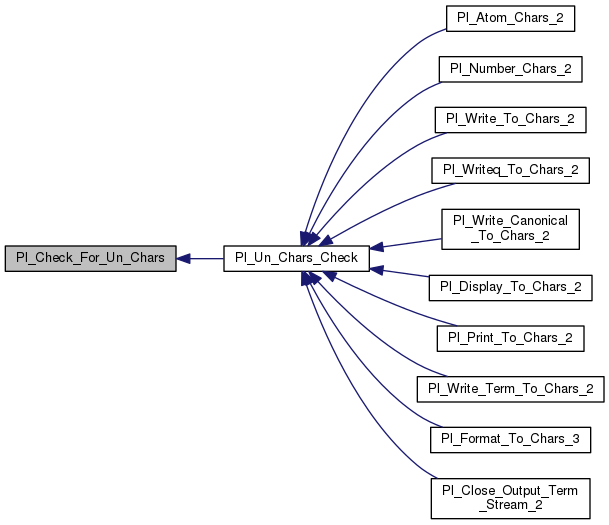 Pl_Atom_Chars_2
Pl_Number_Chars_2
Pl_Write_To_Chars_2
Pl_Writeq_To_Chars_2
Pl_Write_Canonical
_To_Chars_2
Pl_Check_For_Un_Chars
Pl_Un_Chars_Check
Pl_Display_To_Chars_2
Pl_Print_To_Chars_2
Pl_Write_Term_To_Chars_2
Pl_Format_To_Chars_3
Pl_Close_Output_Term
_Stream_2